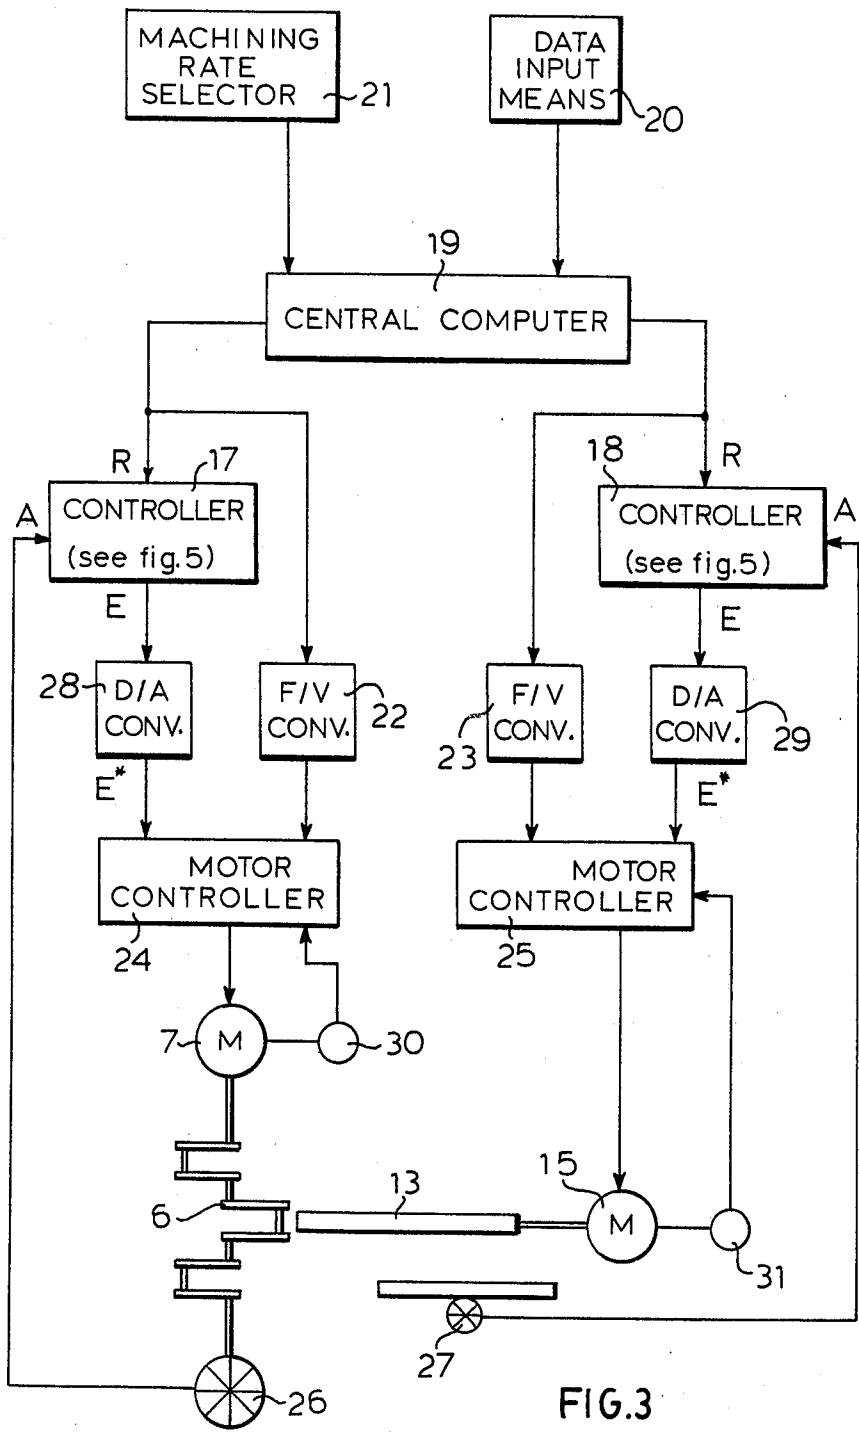 MACHINING
RATE
SELECTOR
21
DATA
INPUT
MEANS
20
19
CENTRAL COMPUTER
R
17
A
CONTROLLER
(see fig.5)
E
18
R
A
CONTROLLER
(see fig.5)
E
28
D/A
CONV.
F/V
CONV.
22
23
F/V
CONV.
D/A
CONV.
29
E*
E*
MOTOR
CONTROLLER
24
MOTOR
CONTROLLER
25
7
M
30
6
13
15
M
31
27
26
FIG.3